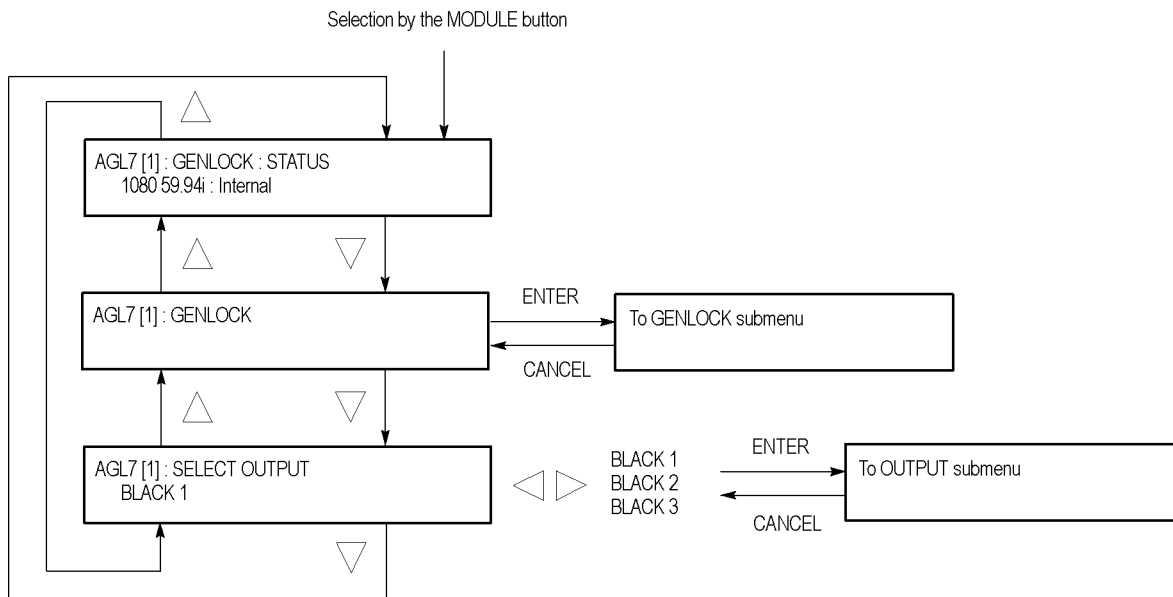 Selection by the MODULE button
AGL7 [1] : GENLOCK : STATUS
1080 59.94i : Internal
AGL7 [1] : GENLOCK
ENTER
To GENLOCK submenu
CANCEL
AGL7 [1] : SELECT OUTPUT
BLACK 1
BLACK 1
BLACK 2
BLACK 3
ENTER
To OUTPUT submenu
CANCEL